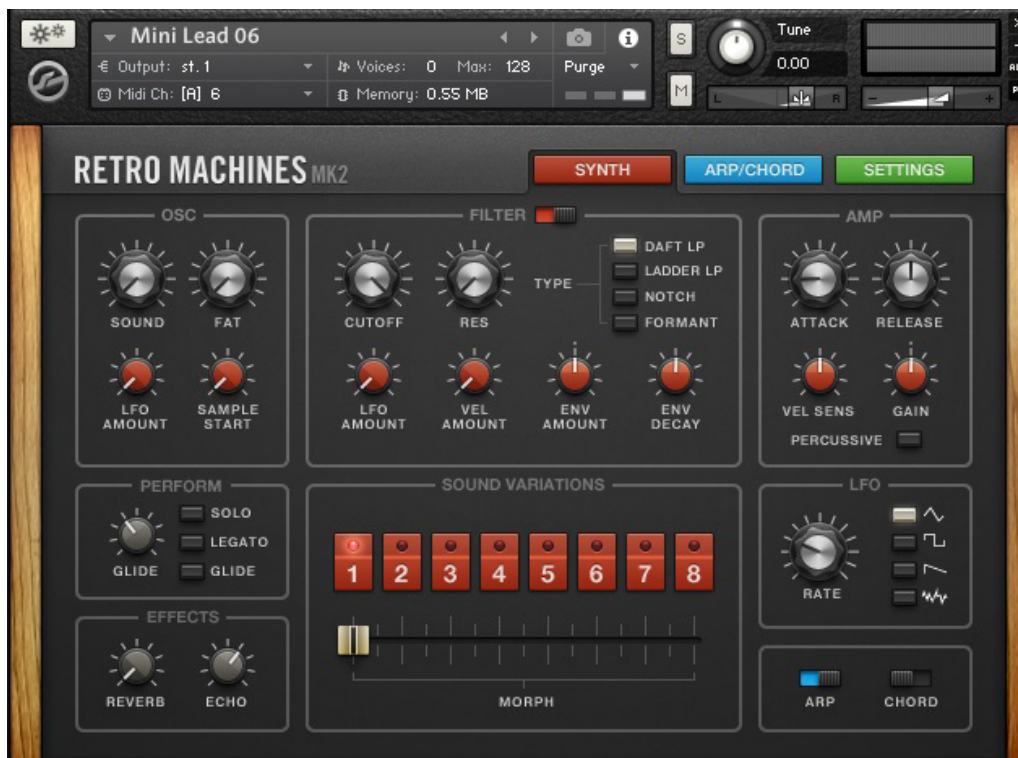 Mini Lead 06
Output: st.1
Voices: 0 Max: 128
Purge
Midi Ch: [A] 6
Memory: 0.55 MB
S
M
Tune
0.00
L R
- +
RETRO MACHINES MK2
SYNTH
ARP/CHORD
SETTINGS
OSC
SOUND
FAT
LFO AMOUNT
SAMPLE START
FILTER
CUTOFF
RES
TYPE
DAFT LP
LADDER LP
NOTCH
FORMANT
LFO AMOUNT
VEL AMOUNT
ENV AMOUNT
ENV DECAY
AMP
ATTACK
RELEASE
VEL SENS
GAIN
PERCUSSIVE
PERFORM
GLIDE
SOLO
LEGATO
GLIDE
SOUND VARIATIONS
1 2 3 4 5 6 7 8
MORPH
LFO
RATE
EFFECTS
REVERB
ECHO
ARP
CHORD